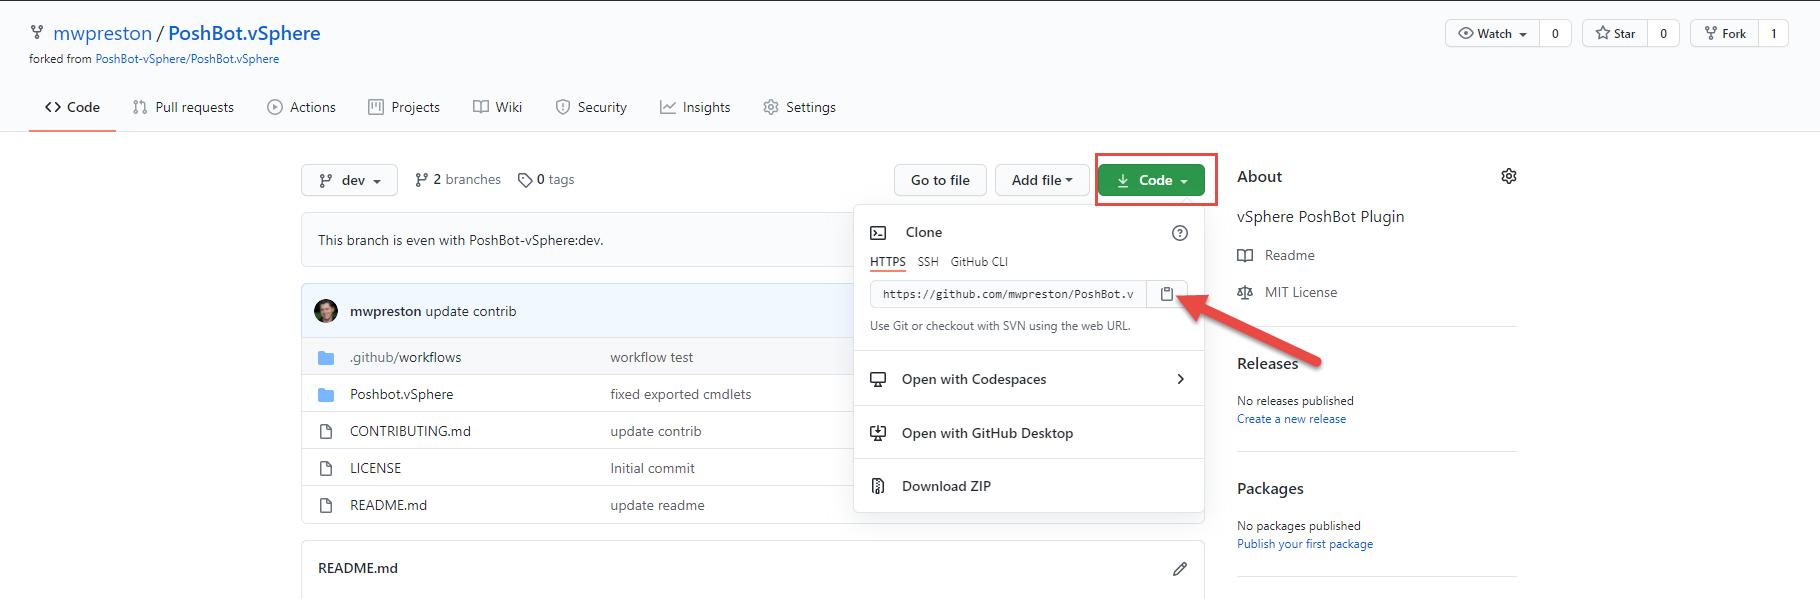 mwpreston / PoshBot.vSphere
Watch 0 Star 0 Fork 1
forked from PoshBot-vSphere/PoshBot.vSphere
Code Pull requests Actions Projects Wiki Security Insights Settings
dev 2 branches 0 tags Go to file Add file Code
This branch is even with PoshBot-vSphere:dev.
mwpreston update contrib
.github/workflows workflow test
Poshbot.vSphere fixed exported cmdlets
CONTRIBUTING.md update contrib
LICENSE Initial commit
README.md update readme
README.md
Clone
HTTPS SSH GitHub CLI
https://github.com/mwpreston/PoshBot.v
Use Git or checkout with SVN using the web URL.
Open with Codespaces
Open with GitHub Desktop
Download ZIP
About
vSphere PoshBot Plugin
Readme
MIT License
Releases
No releases published
Create a new release
Packages
No packages published
Publish your first package